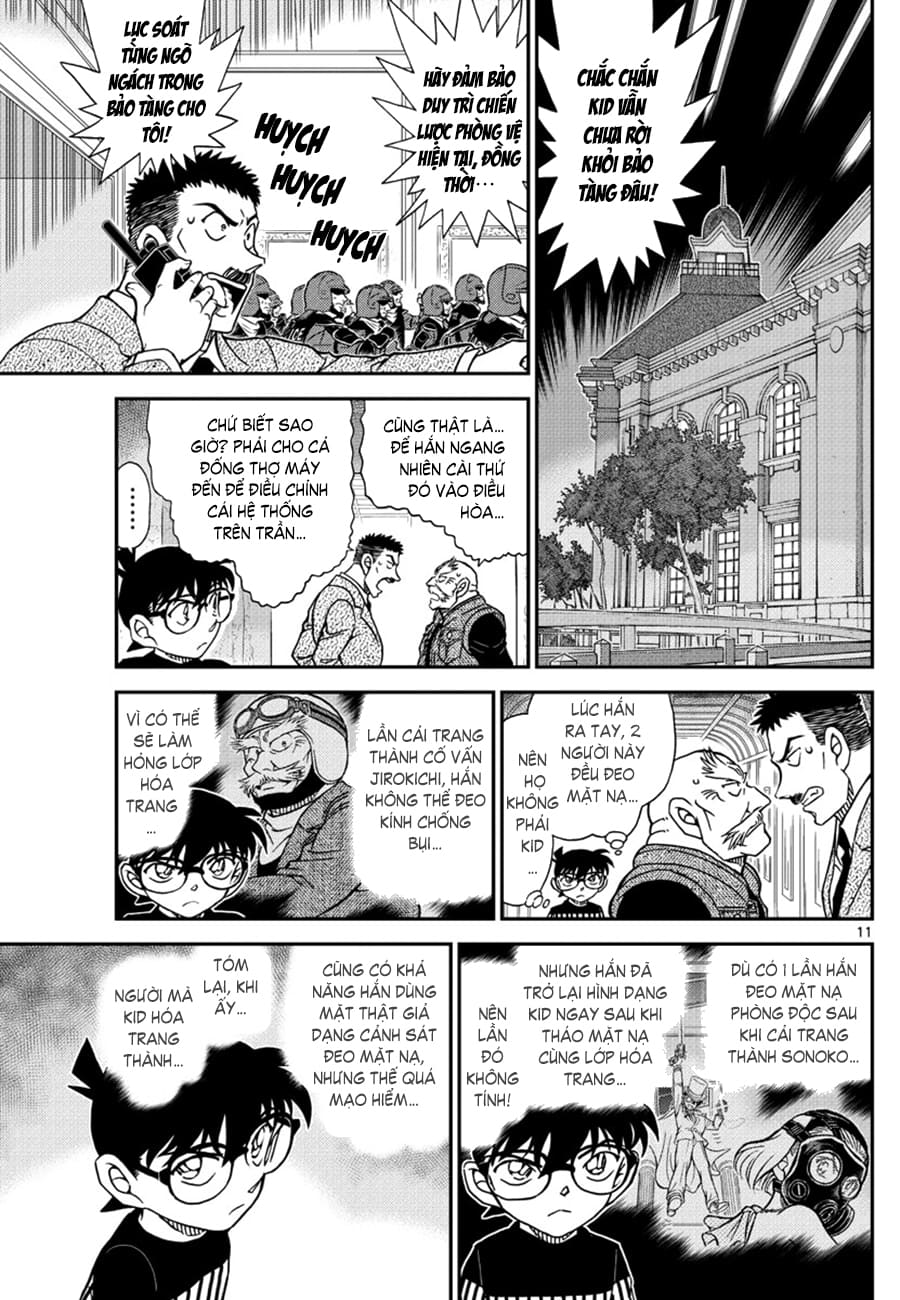 CHẮC CHẮN
KID VẪN
CHƯA RỜI
KHỎI BẢO
TÀNG ĐÂU!
HÃY ĐẢM BẢO
DUY TRÌ CHIẾN
LƯỢC PHÒNG VỆ
HIỆN TẠI, ĐỒNG
THỜI...
HUỴCH
HUỴCH
HUỴCH
LỤC SOÁT
TỪNG NGÕ
NGÁCH TRONG
BẢO TÀNG CHO
TÔI!
CŨNG THẬT LÀ...
ĐỂ HẮN NGANG
NHIÊN CÀI THỨ
ĐÓ VÀO ĐIỀU
HÒA...
CHỨ BIẾT SAO
GIỜ? PHẢI CHO CẢ
ĐỐNG THỢ MÁY
ĐẾN ĐỂ ĐIỀU CHỈNH
CÁI HỆ THỐNG
TRÊN TRẦN...
.....
LÚC HẮN
RA TAY, 2
NGƯỜI NÀY
ĐỀU ĐEO
MẶT NẠ...
NÊN
HỌ
KHÔNG
PHẢI
KID ...
LẦN CẢI TRANG
THÀNH CỐ VẤN
JIROKICHI, HẮN
KHÔNG THỂ ĐEO
KÍNH CHỐNG
BỤI...
VÌ CÓ THỂ
SẼ LÀM
HỎNG LỚP
HÓA
TRANG
...
11
DÙ CÓ 1 LẦN HẮN
ĐEO MẶT NẠ
PHÒNG ĐỘC SAU
KHI CẢI TRANG
THÀNH SONOKO...
NHƯNG HẮN ĐÃ
TRỞ LẠI HÌNH DẠNG
KID NGAY SAU KHI
THÁO MẶT NẠ
CÙNG LỚP HÓA
TRANG...
NÊN
LẦN
ĐÓ
KHÔNG
TÍNH!
CŨNG CÓ KHẢ
NĂNG HẮN DÙNG
MẶT THẬT GIẢ
DẠNG CẢNH SÁT
ĐEO MẶT NẠ,
NHƯNG THẾ QUÁ
MẠO HIỂM...
TÓM
LẠI, KHI
ẤY
NGƯỜI MÀ
KID HÓA
TRANG
THÀNH...